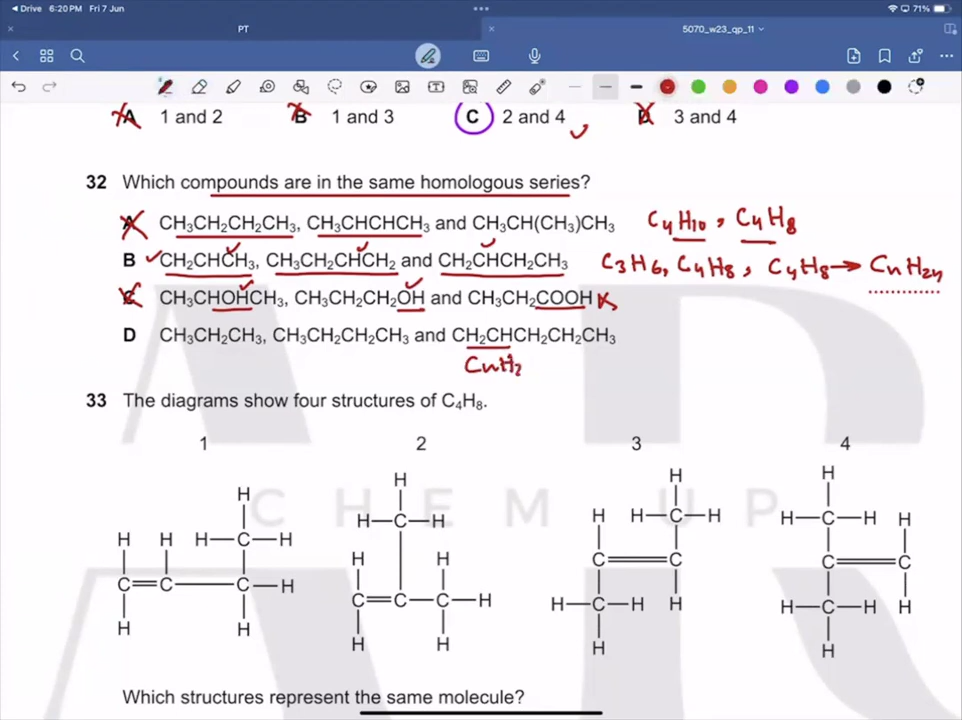 Drive 6:20 PM Fri 7 Jun 71%
PT 5070_w23_qp_11
A 1 and 2 B 1 and 3 C 2 and 4 D 3 and 4
32 Which compounds are in the same homologous series?
A CH₃CH₂CH₂CH₃, CH₃CHCHCH₃ and CH₃CH(CH₃)CH₃ C₄H₁₀, C₄H₈
B CH₂CHCH₃, CH₃CH₂CHCH₂ and CH₂CHCH₂CH₃ C₃H₆, C₄H₈, C₄H₈ → CnH₂n
C CH₃CHOHCH₃, CH₃CH₂CH₂OH and CH₃CH₂COOH
D CH₃CH₂CH₃, CH₃CH₂CH₂CH₃ and CH₂CHCH₂CH₂CH₃
CnH₂
33 The diagrams show four structures of C₄H₈.
1 2 3 4
H H
H H
H H H—C—H H—C—H H H—C—H H—C—H H
C═C C—H H H C═C C═C
H H C═C—C—H H—C—H H H—C—H H
H H H H
CHEM UP
Which structures represent the same molecule?